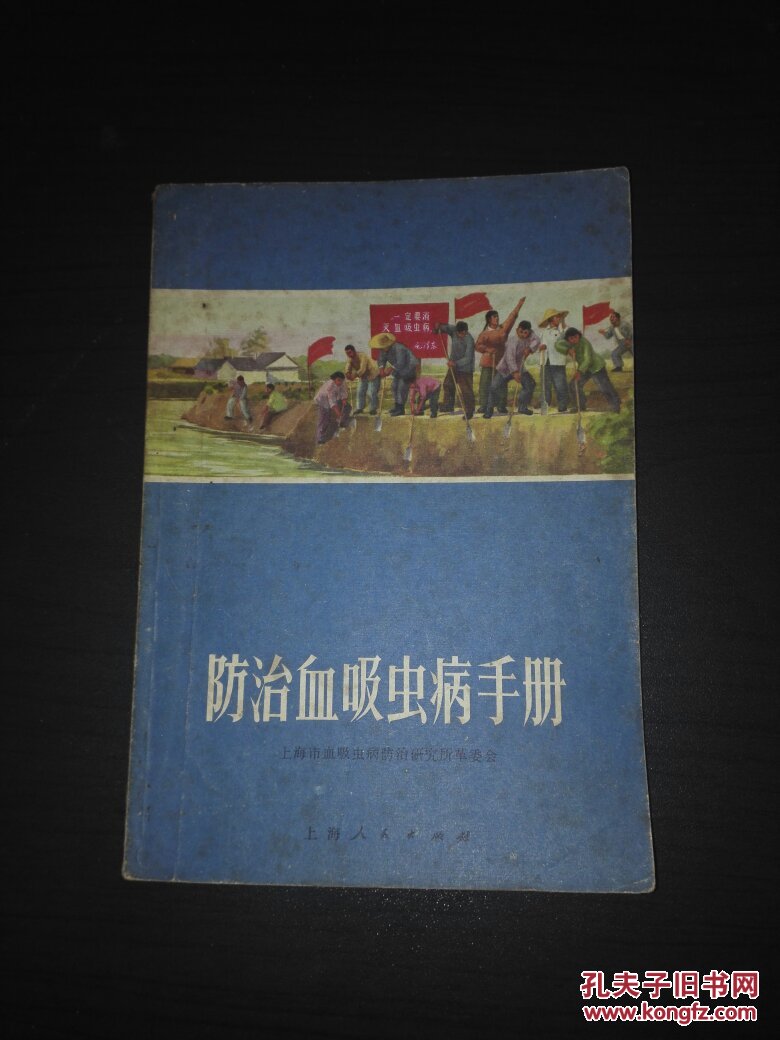 一定要消
灭血吸虫病
毛泽东
防治血吸虫病手册
上海市血吸虫病防治研究所革委会
上海人民出版社
孔夫子旧书网
www.kongfz.com